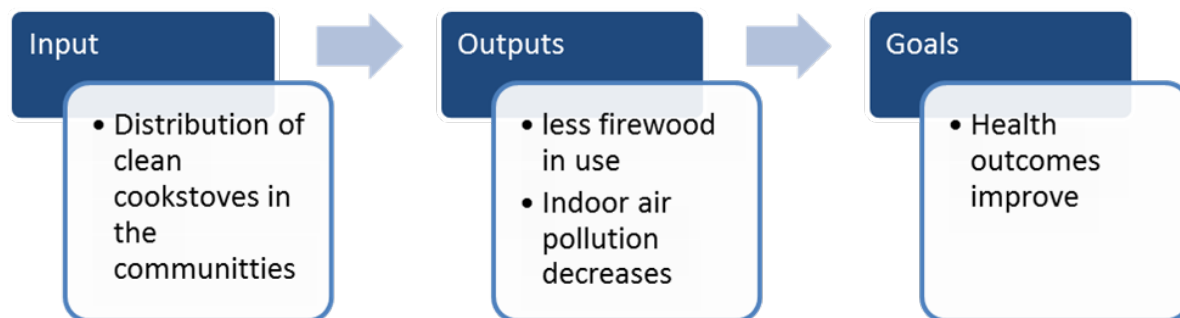 Input
• Distribution of
clean
cookstoves in
the
communitties
Outputs
• less firewood
in use
• Indoor air
pollution
decreases
Goals
• Health
outcomes
improve